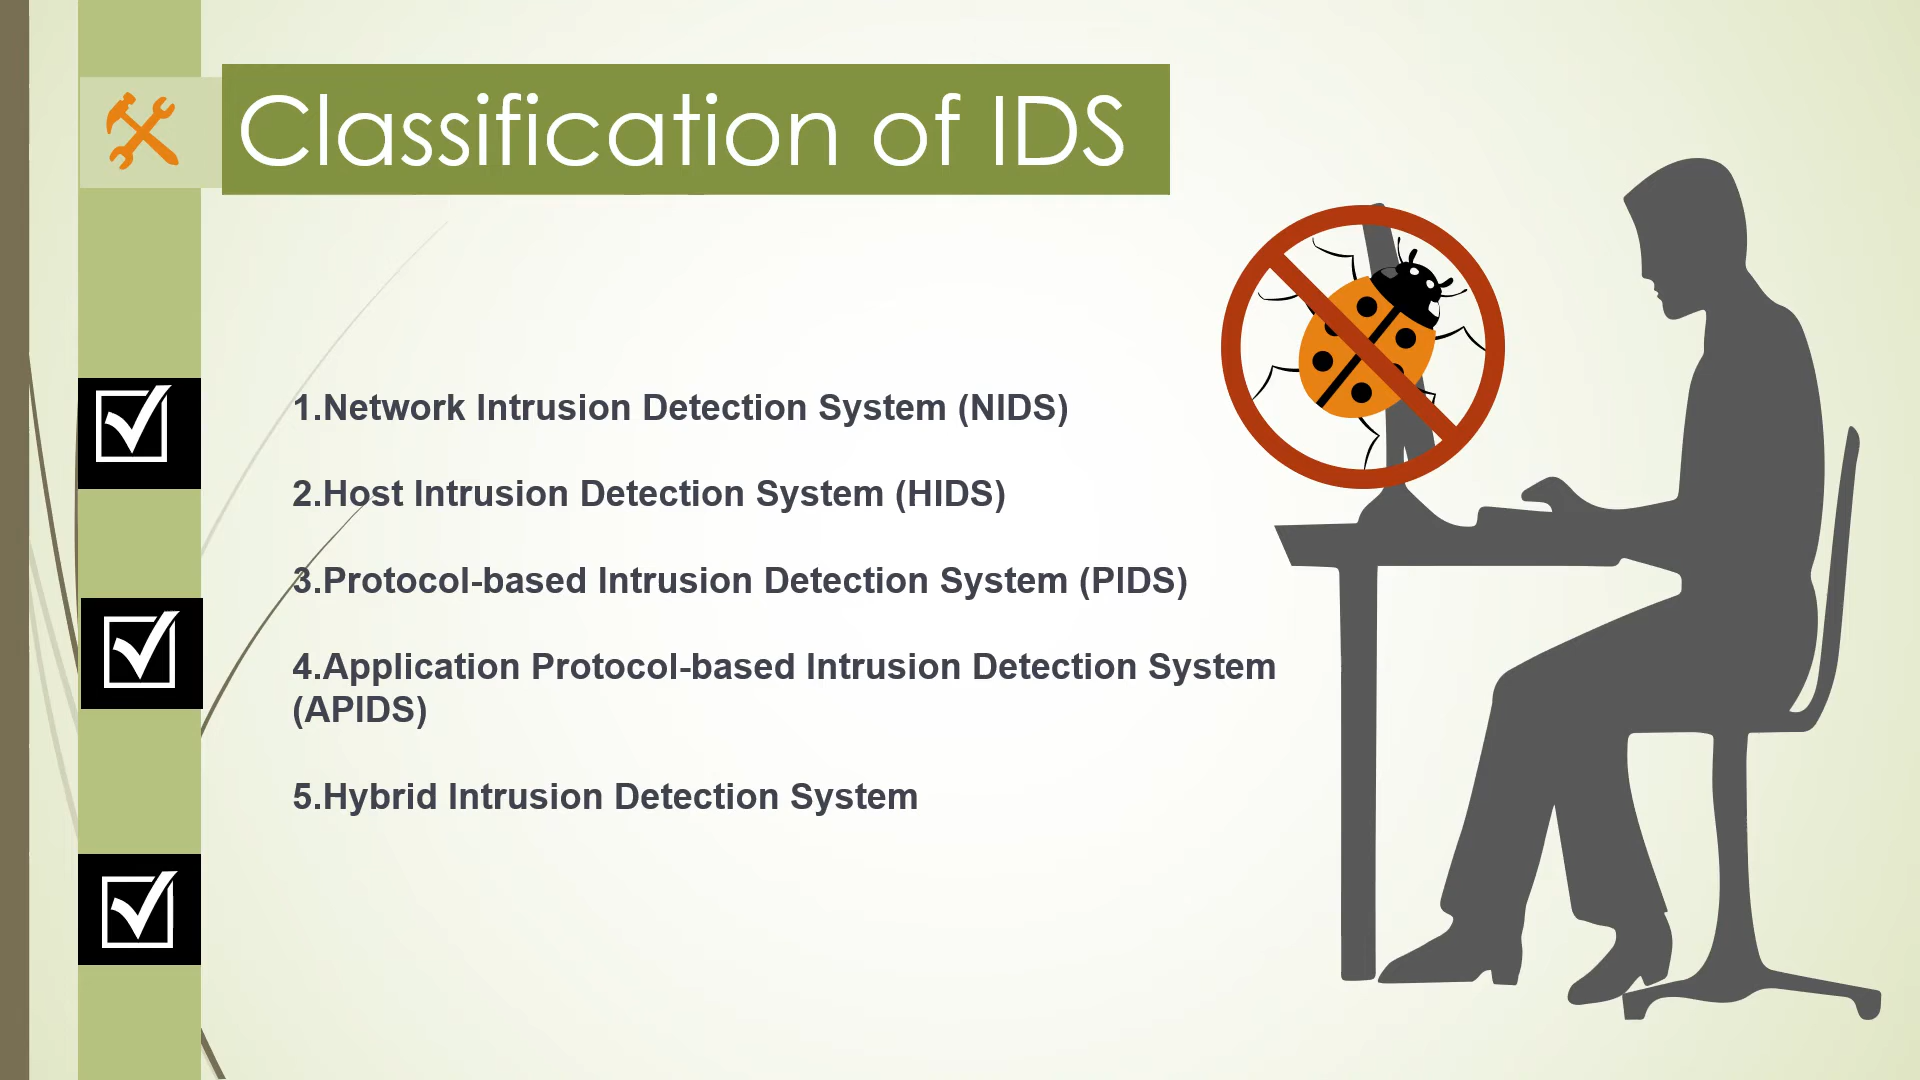 Classification of IDS
1.Network Intrusion Detection System (NIDS)
2.Host Intrusion Detection System (HIDS)
3.Protocol-based Intrusion Detection System (PIDS)
4.Application Protocol-based Intrusion Detection System
(APIDS)
5.Hybrid Intrusion Detection System